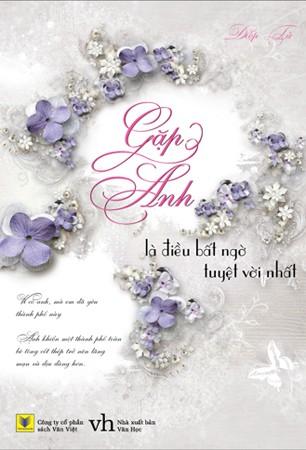 Diệp Tử
Gặp
Anh
là điều bất ngờ
tuyệt vời nhất
Vì có anh, mà em đã yêu
thành phố này
Anh khiến một thành phố toàn
bê tông cốt thép trở nên lãng
mạn và dịu dàng hơn.
Công ty cổ phần
sách Văn Việt
vh
Nhà xuất bản
Văn Học